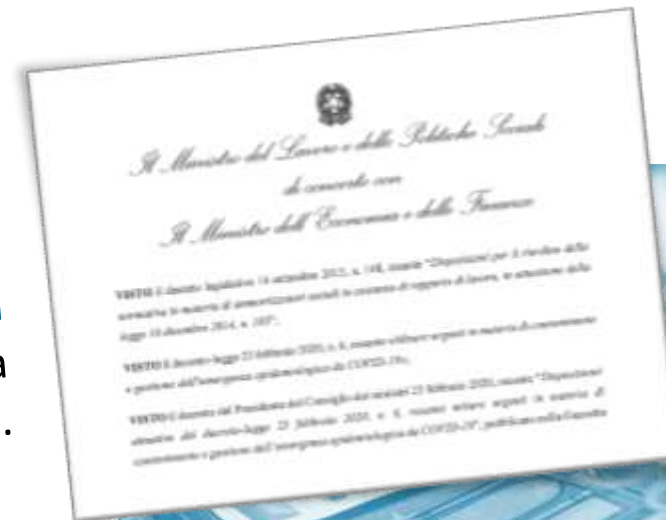 Il Ministro del Lavoro e delle Politiche Sociali
di concerto con
Il Ministro dell'Economia e delle Finanze
VISTO il decreto legislativo 14 settembre 2015, n. 148, recante "Disposizioni per il riordino della
normativa in materia di ammortizzatori sociali in costanza di rapporto di lavoro, in attuazione della
legge 10 dicembre 2014, n. 183";
VISTO il decreto-legge 23 febbraio 2020, n. 6, recante misure urgenti in materia di contenimento
e gestione dell'emergenza epidemiologica da COVID-19;
a
VISTO il decreto del Presidente del Consiglio dei ministri 23 febbraio 2020, recante "Disposizioni
attuative del decreto-legge 23 febbraio 2020, n. 6, recante misure urgenti in materia di
.
contenimento e gestione dell'emergenza epidemiologica da COVID-19", pubblicato nella Gazzetta